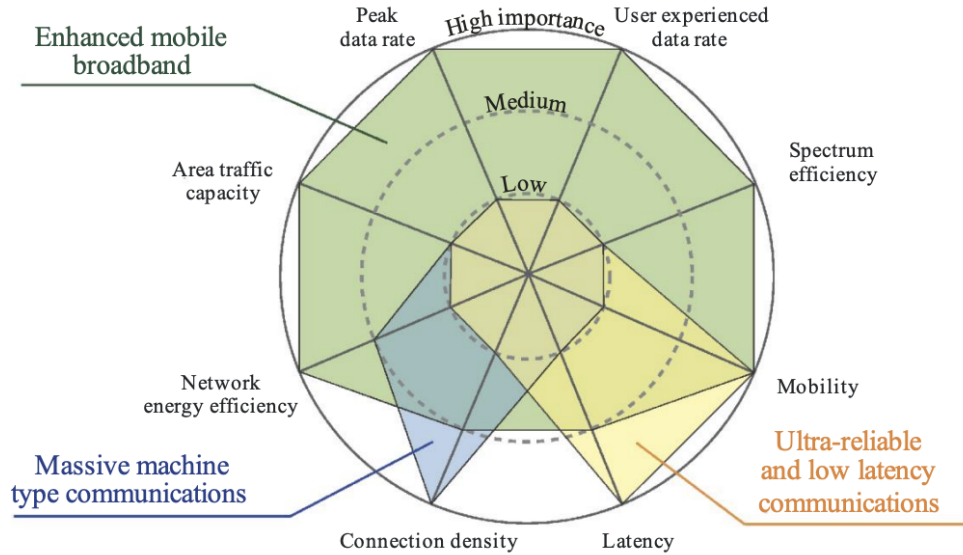 Peak
data rate
High importance
User experienced
data rate
Enhanced mobile
broadband
Medium
Area traffic
capacity
Low
Spectrum
efficiency
Network
energy efficiency
Mobility
Massive machine
type communications
Ultra-reliable
and low latency
communications
Connection density
Latency